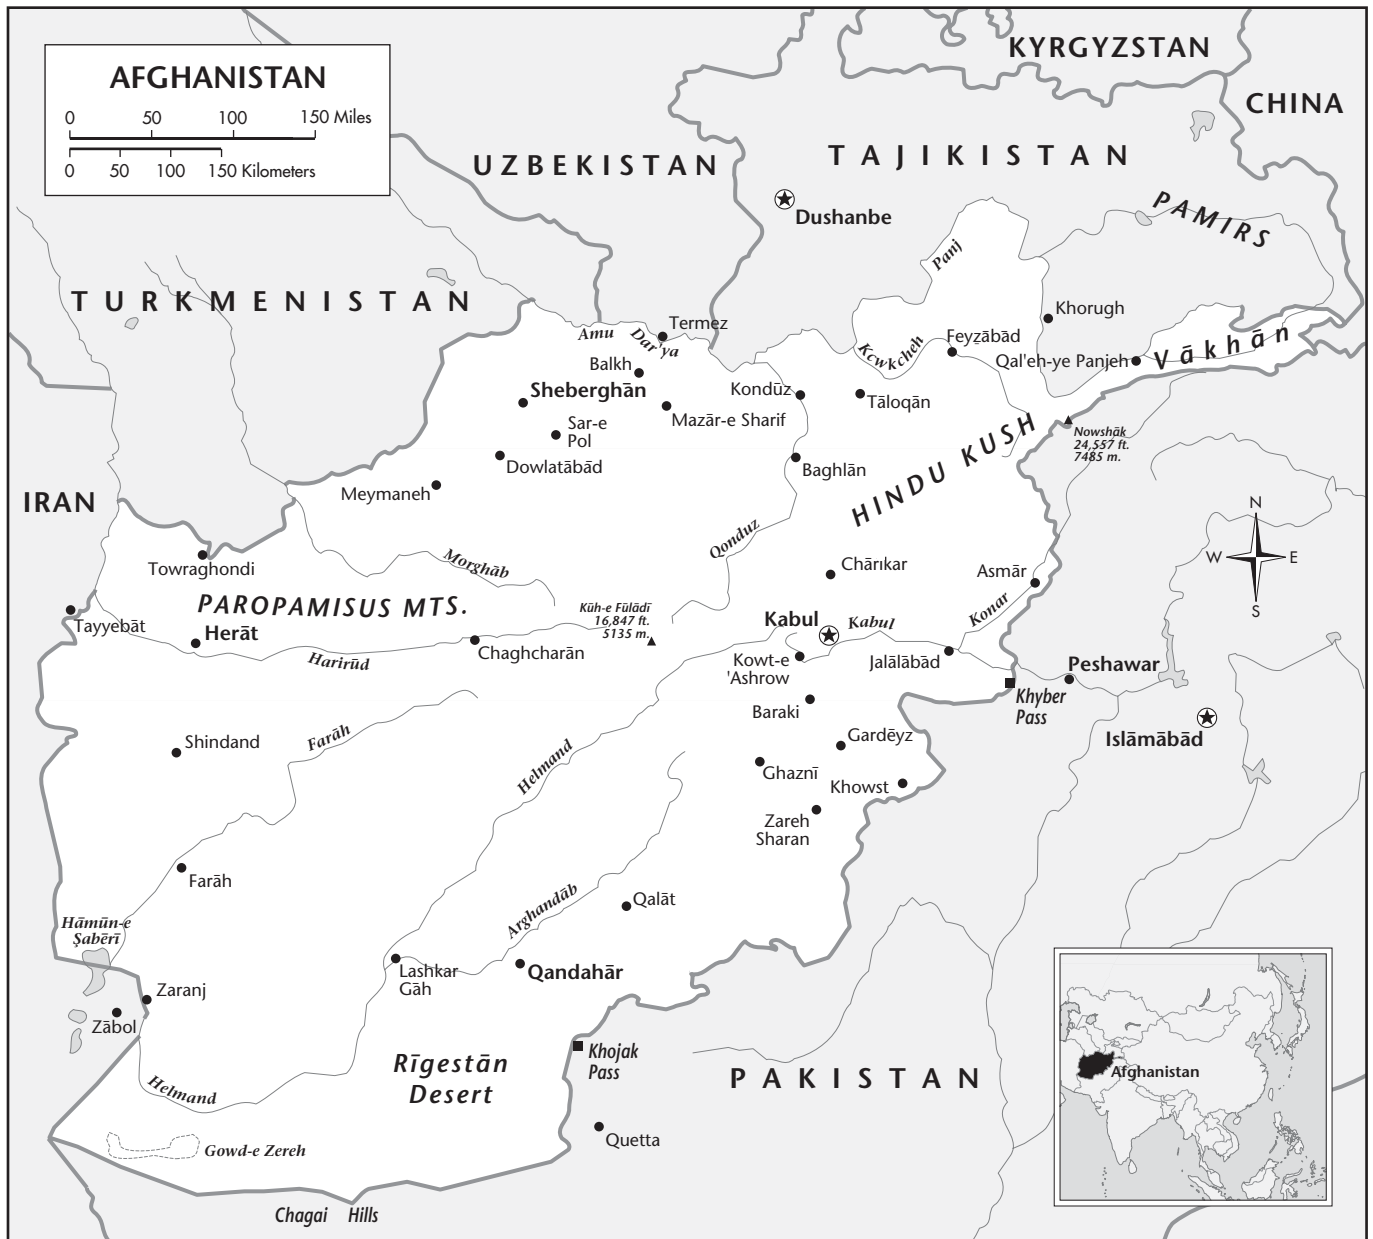 AFGHANISTAN
0 50 100 150 Miles
0 50 100 150 Kilometers
KYRGYZSTAN
CHINA
UZBEKISTAN
TAJIKISTAN
Dushanbe
PAMIRS
Panj
TURKMENISTAN
Khorugh
Termez
Amu Dar'ya
Feyẓābād
Kcwkcheh
Qal'eh-ye Panjeh
Vākhān
Balkh
Sheberghān
Kondūz
Tāloqān
Mazār-e Sharif
Sar-e
Pol
Nowshāk
24,557 ft.
7485 m.
HINDU KUSH
Dowlatābād
Baghlān
Meymaneh
IRAN
N
W E
S
Qonduz
Towraghondi
Morghāb
Chārıkar
Asmār
PAROPAMISUS MTS.
Kūh-e Fūlādī
16,847 ft.
5135 m.
Konar
Tayyebāt
Herāt
Kabul
Kabul
Chaghcharān
Harirūd
Kowt-e
'Ashrow
Jalālābād
Peshawar
Khyber
Pass
Baraki
Islāmābād
Shindand
Farāh
Gardēyz
Helmand
Ghaznī
Khowst
Zareh
Sharan
Farāh
Qalāt
Arghandāb
Hāmūn-e
Şabērī
Lashkar
Gāh
Qandahār
Zaranj
Zābol
Rīgestān
Desert
Khojak
Pass
PAKISTAN
Afghanistan
Helmand
Quetta
Gowd-e Zereh
Chagai Hills